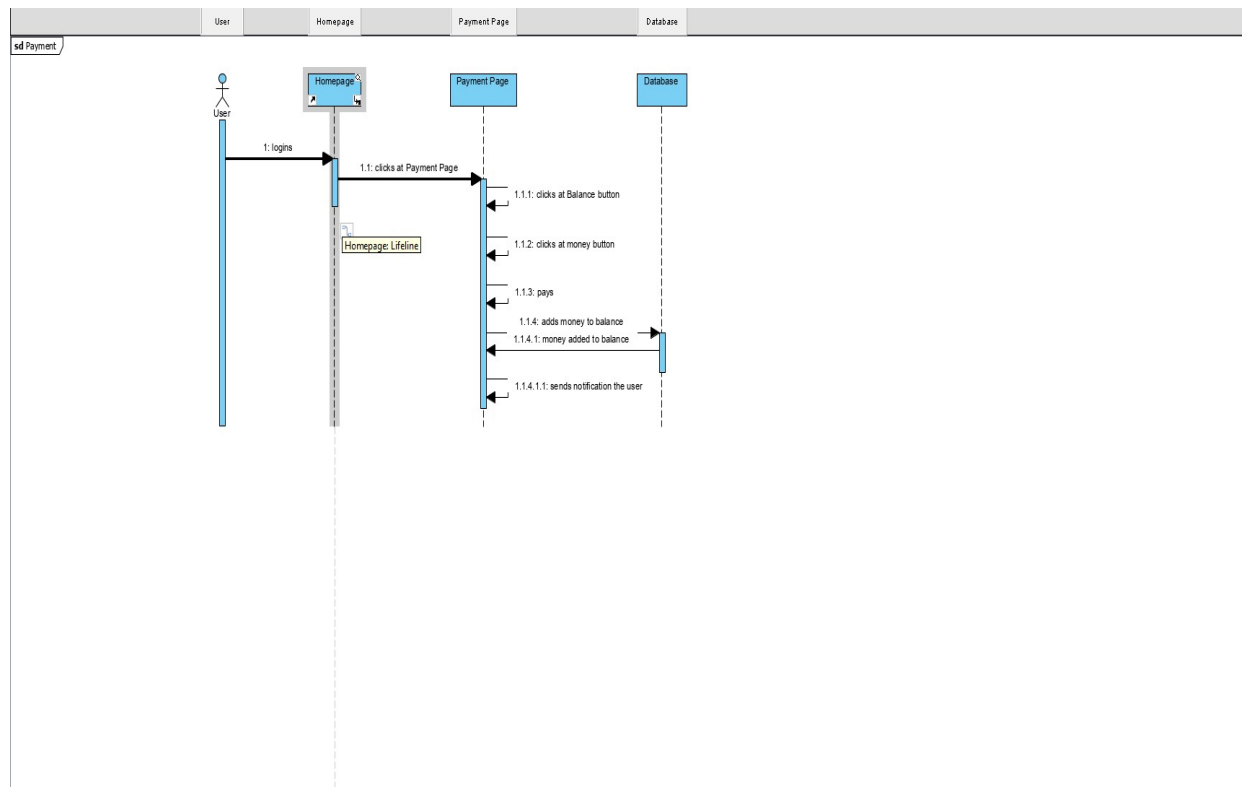 User
Homepage
Payment Page
Database
sd Payment
Homepage
Payment Page
Database
User
1: logins
1.1: clicks at Payment Page
1.1.1: clicks at Balance button
1.1.2: clicks at money button
Homepage: Lifeline
1.1.3: pays
1.1.4: adds money to balance
1.1.4.1: money added to balance
1.1.4.1.1: sends notification the user